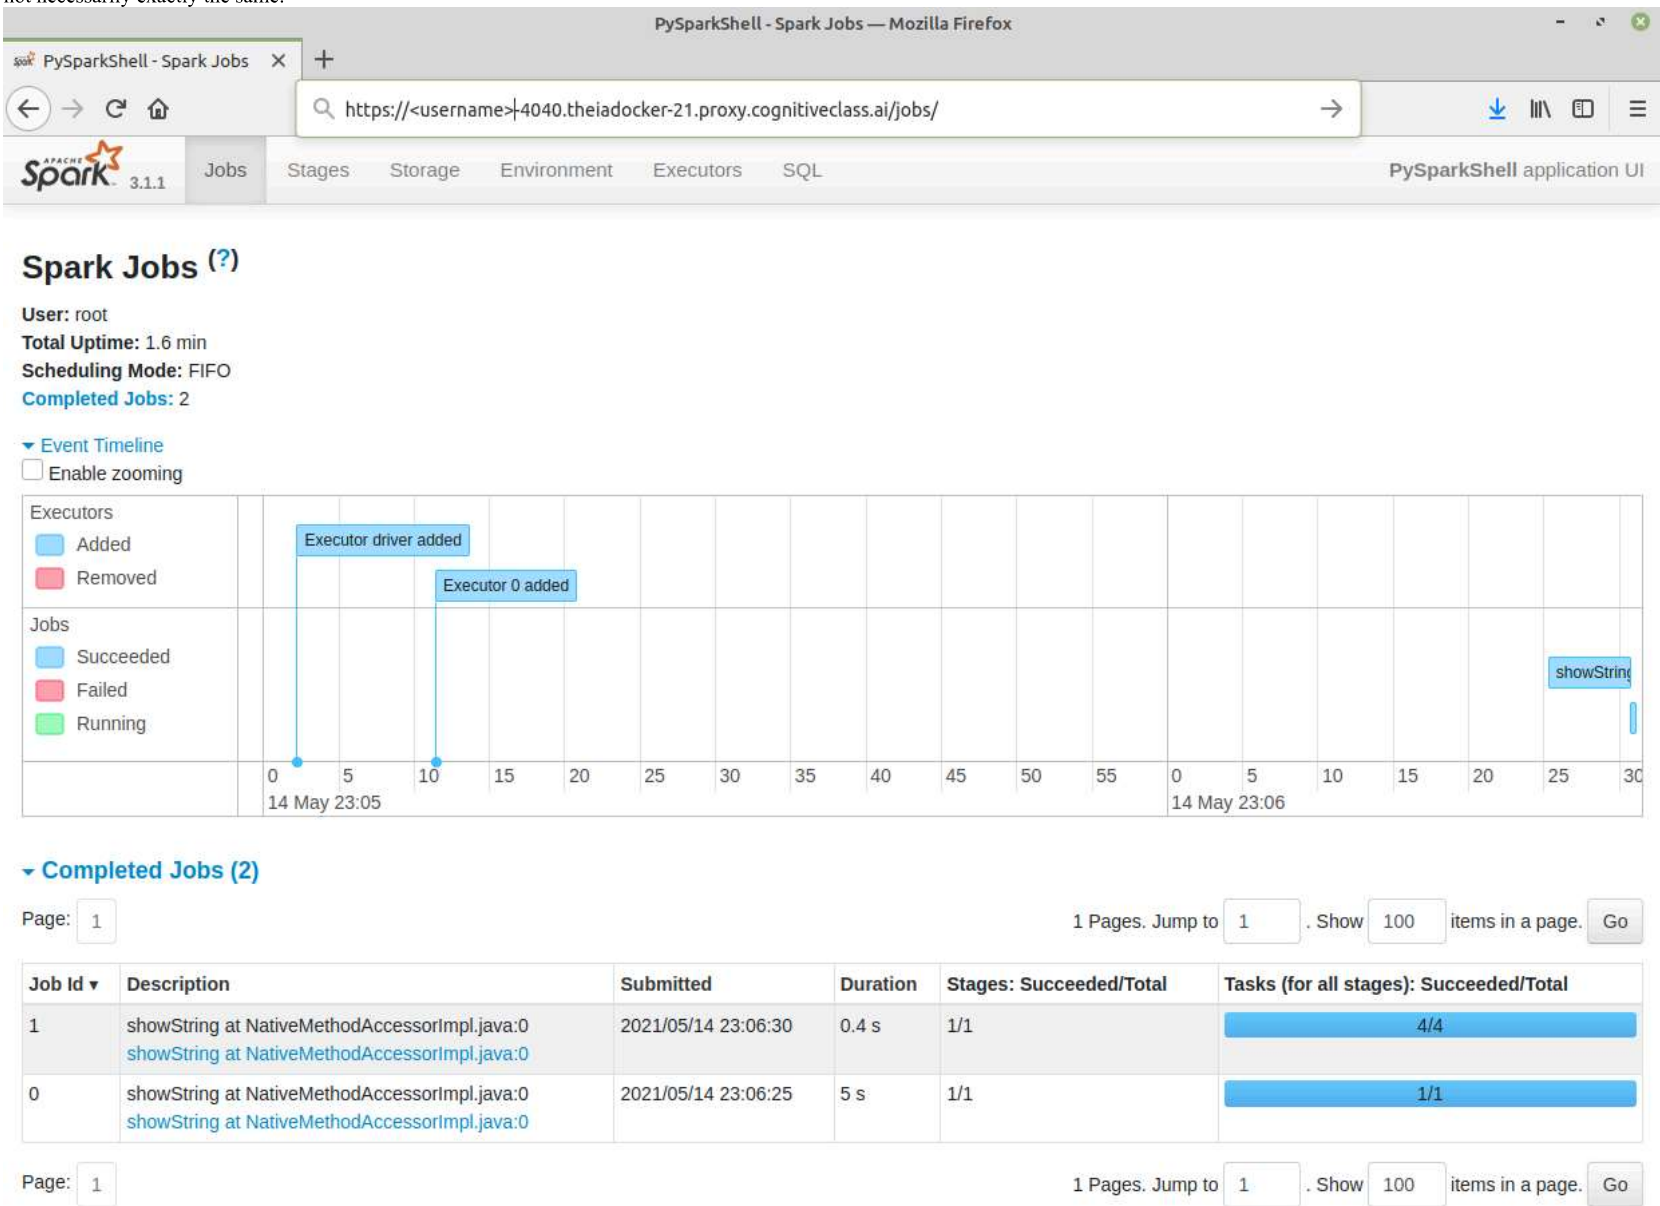 not necessarily exactly the same.
PySparkShell - Spark Jobs — Mozilla Firefox
Spark PySparkShell - Spark Jobs
https://<username>-4040.theiadocker-21.proxy.cognitiveclass.ai/jobs/
APACHE Spark 3.1.1 Jobs Stages Storage Environment Executors SQL PySparkShell application UI
Spark Jobs (?)
User: root
Total Uptime: 1.6 min
Scheduling Mode: FIFO
Completed Jobs: 2
Event Timeline
Enable zooming
Executors
Added
Removed
Executor driver added
Executor 0 added
Jobs
Succeeded
Failed
Running
showString
0 5 10 15 20 25 30 35 40 45 50 55 0 5 10 15 20 25 30
14 May 23:05 14 May 23:06
Completed Jobs (2)
Page: 1 1 Pages. Jump to 1 . Show 100 items in a page. Go
Job Id ▾ Description Submitted Duration Stages: Succeeded/Total Tasks (for all stages): Succeeded/Total
1 showString at NativeMethodAccessorImpl.java:0 2021/05/14 23:06:30 0.4 s 1/1 4/4
showString at NativeMethodAccessorImpl.java:0
0 showString at NativeMethodAccessorImpl.java:0 2021/05/14 23:06:25 5 s 1/1 1/1
showString at NativeMethodAccessorImpl.java:0
Page: 1 1 Pages. Jump to 1 . Show 100 items in a page. Go